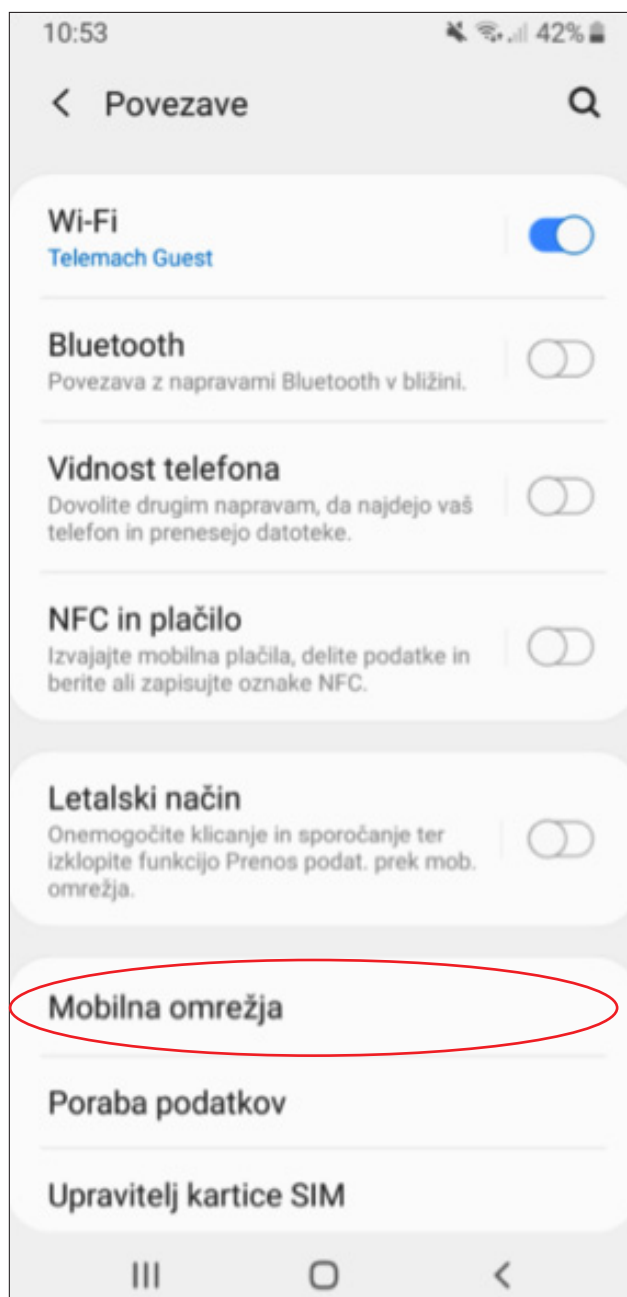 10:53
42%
Povezave
Wi-Fi
Telemach Guest
Bluetooth
Povezava z napravami Bluetooth v bližini.
Vidnost telefona
Dovolite drugim napravam, da najdejo vaš
telefon in prenesejo datoteke.
NFC in plačilo
Izvajajte mobilna plačila, delite podatke in
berite ali zapisujte oznake NFC.
Letalski način
Onemogočite klicanje in sporočanje ter
izklopite funkcijo Prenos podat. prek mob.
omrežja.
Mobilna omrežja
Poraba podatkov
Upravitelj kartice SIM